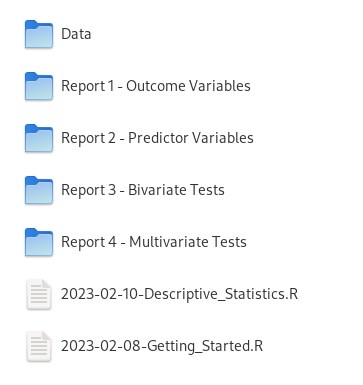 Data
Report 1 - Outcome Variables
Report 2 - Predictor Variables
Report 3 - Bivariate Tests
Report 4 - Multivariate Tests
2023-02-10-Descriptive_Statistics.R
2023-02-08-Getting_Started.R